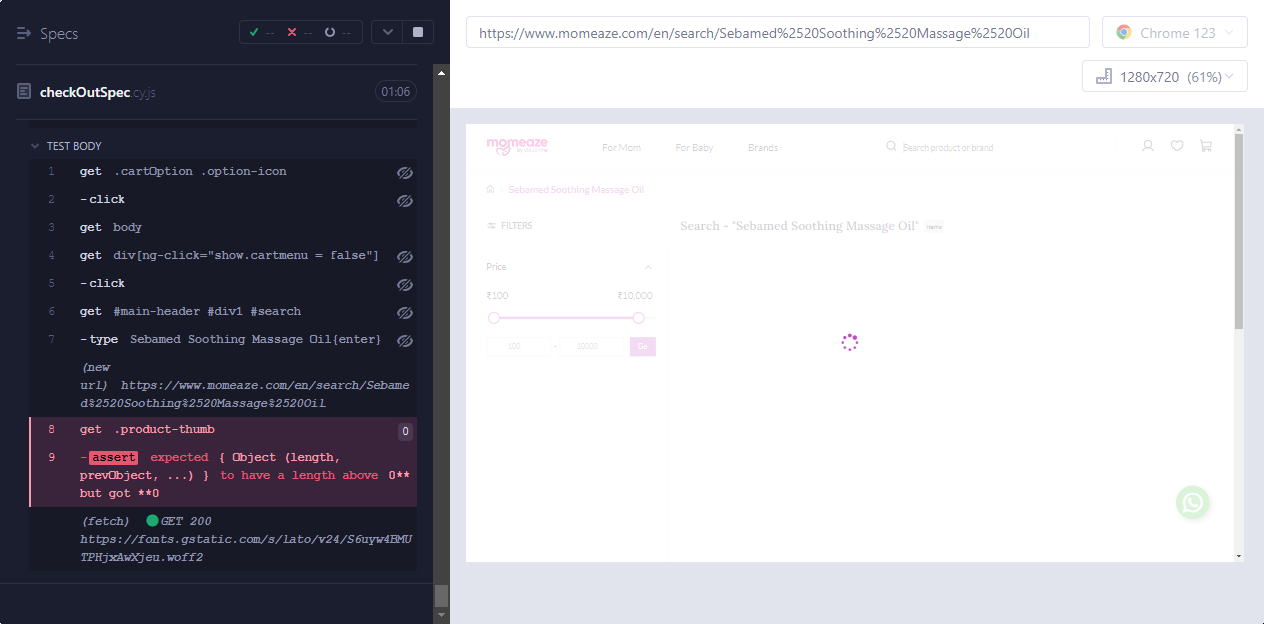 Specs
-- -- --
checkOutSpec.cy.js 01:06
TEST BODY
1 get .cartOption .option-icon
2 -click
3 get body
4 get div[ng-click="show.cartmenu = false"]
5 -click
6 get #main-header #div1 #search
7 -type Sebamed Soothing Massage Oil{enter}
(new
url) https://www.momeaze.com/en/search/Sebame
d%2520Soothing%2520Massage%2520Oil
8 get .product-thumb 0
9 -assert expected { Object (length,
prevObject, ...) } to have a length above 0**
but got **0
(fetch) GET 200
https://fonts.gstatic.com/s/lato/v24/S6uyw4BMU
TPHjxAwXjeu.woff2
https://www.momeaze.com/en/search/Sebamed%2520Soothing%2520Massage%2520Oil
Chrome 123
1280x720 (61%)
momeaze
For Mom For Baby Brands Search product or brand
Sebamed Soothing Massage Oil
FILTERS
Search - "Sebamed Soothing Massage Oil" name
Price
₹100 ₹10,000
100 - 10000 Go